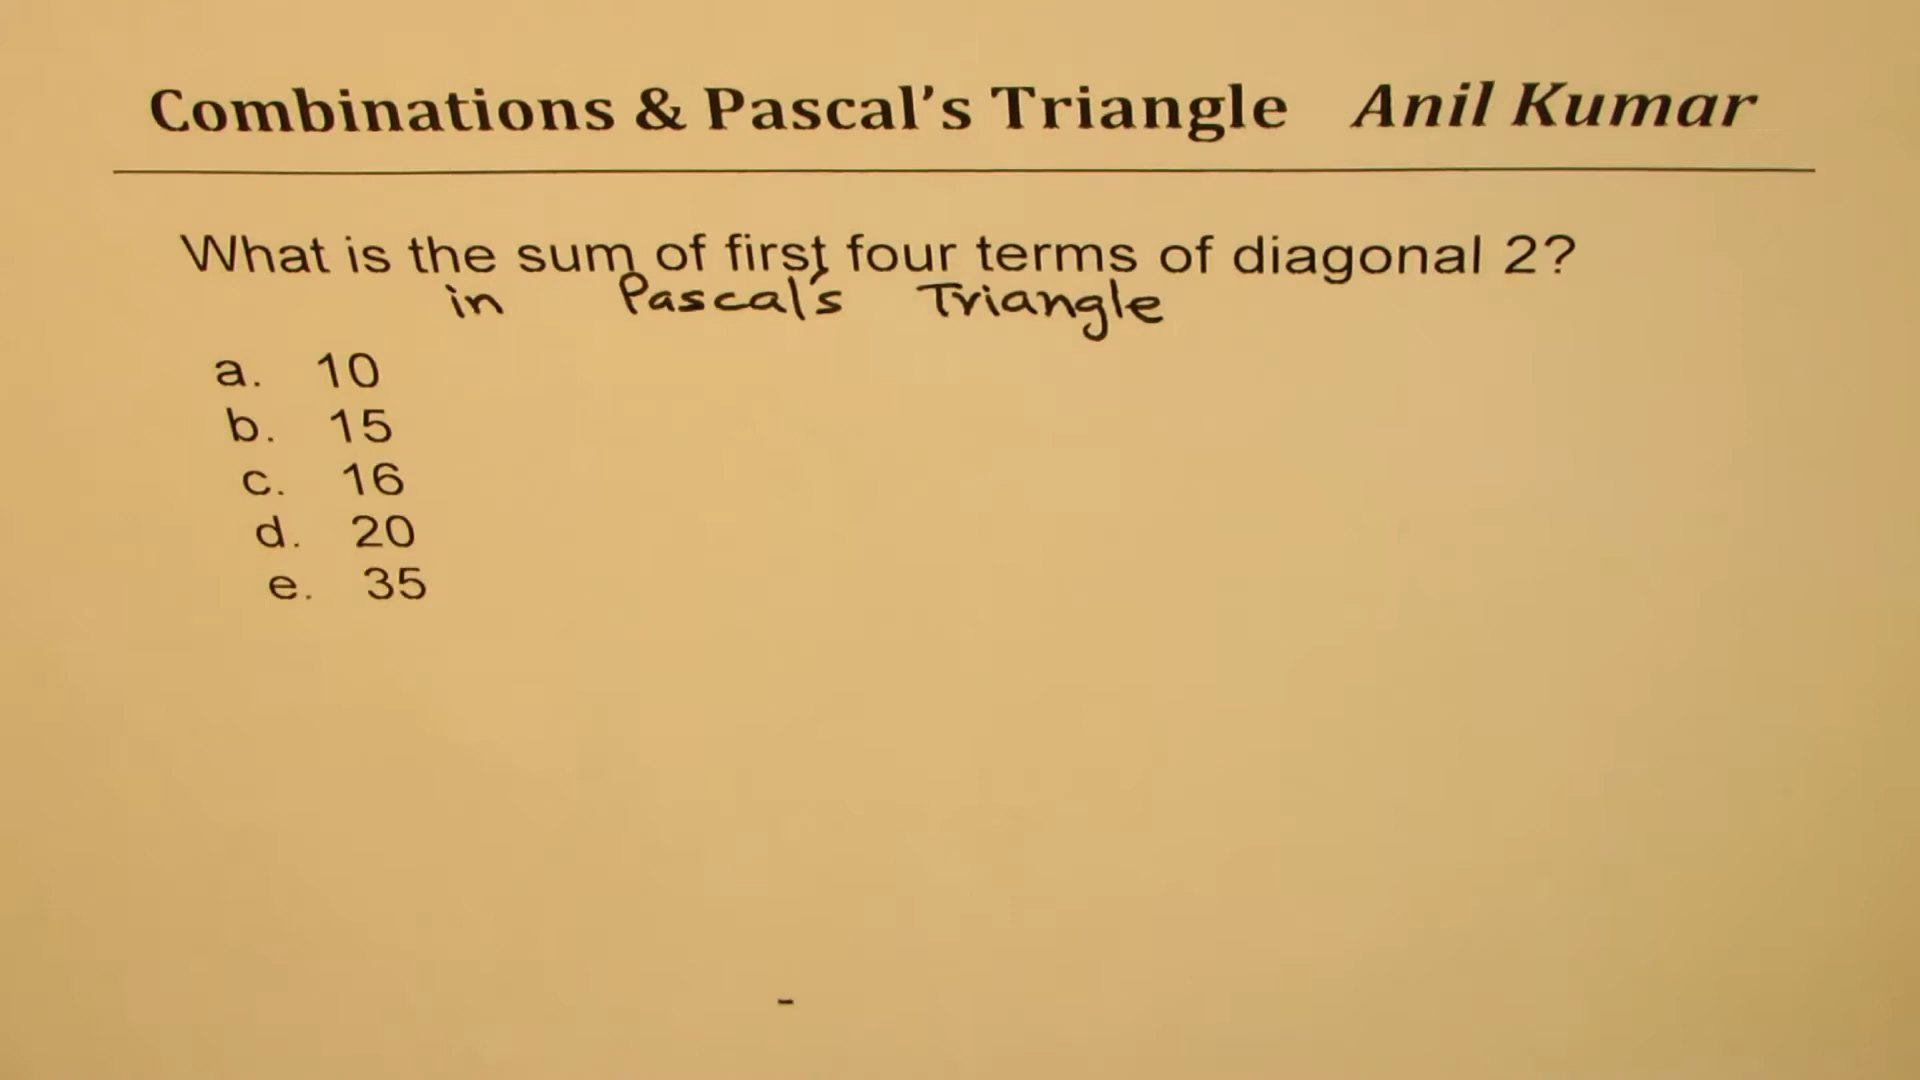 Combinations & Pascal's Triangle Anil Kumar
What is the sum of first four terms of diagonal 2?
in Pascal's Triangle
a. 10
b. 15
c. 16
d. 20
e. 35